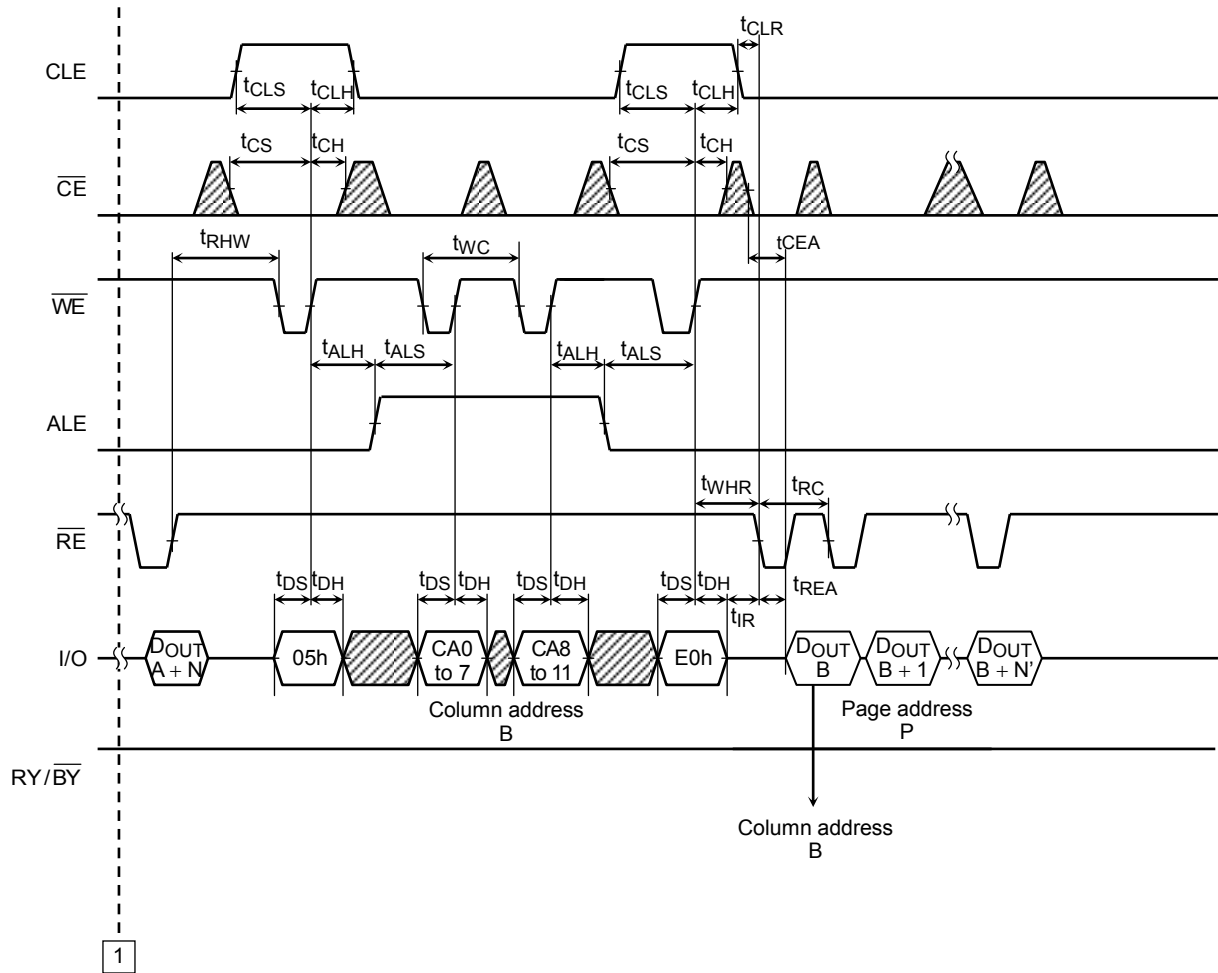 tCLR
CLE
tCLS tCLH tCLS tCLH
tCS tCH tCS tCH
CE
tRHW tWC tCEA
WE
tALH tALS tALH tALS
ALE
tWHR tRC
RE
tDS tDH tDS tDH tDS tDH tDS tDH tREA
tIR
I/O
DOUT
A + N
05h
CA0
to 7
CA8
to 11
E0h
DOUT
B
DOUT
B + 1
DOUT
B + N’
Column address
B
Page address
P
RY/BY
Column address
B
1